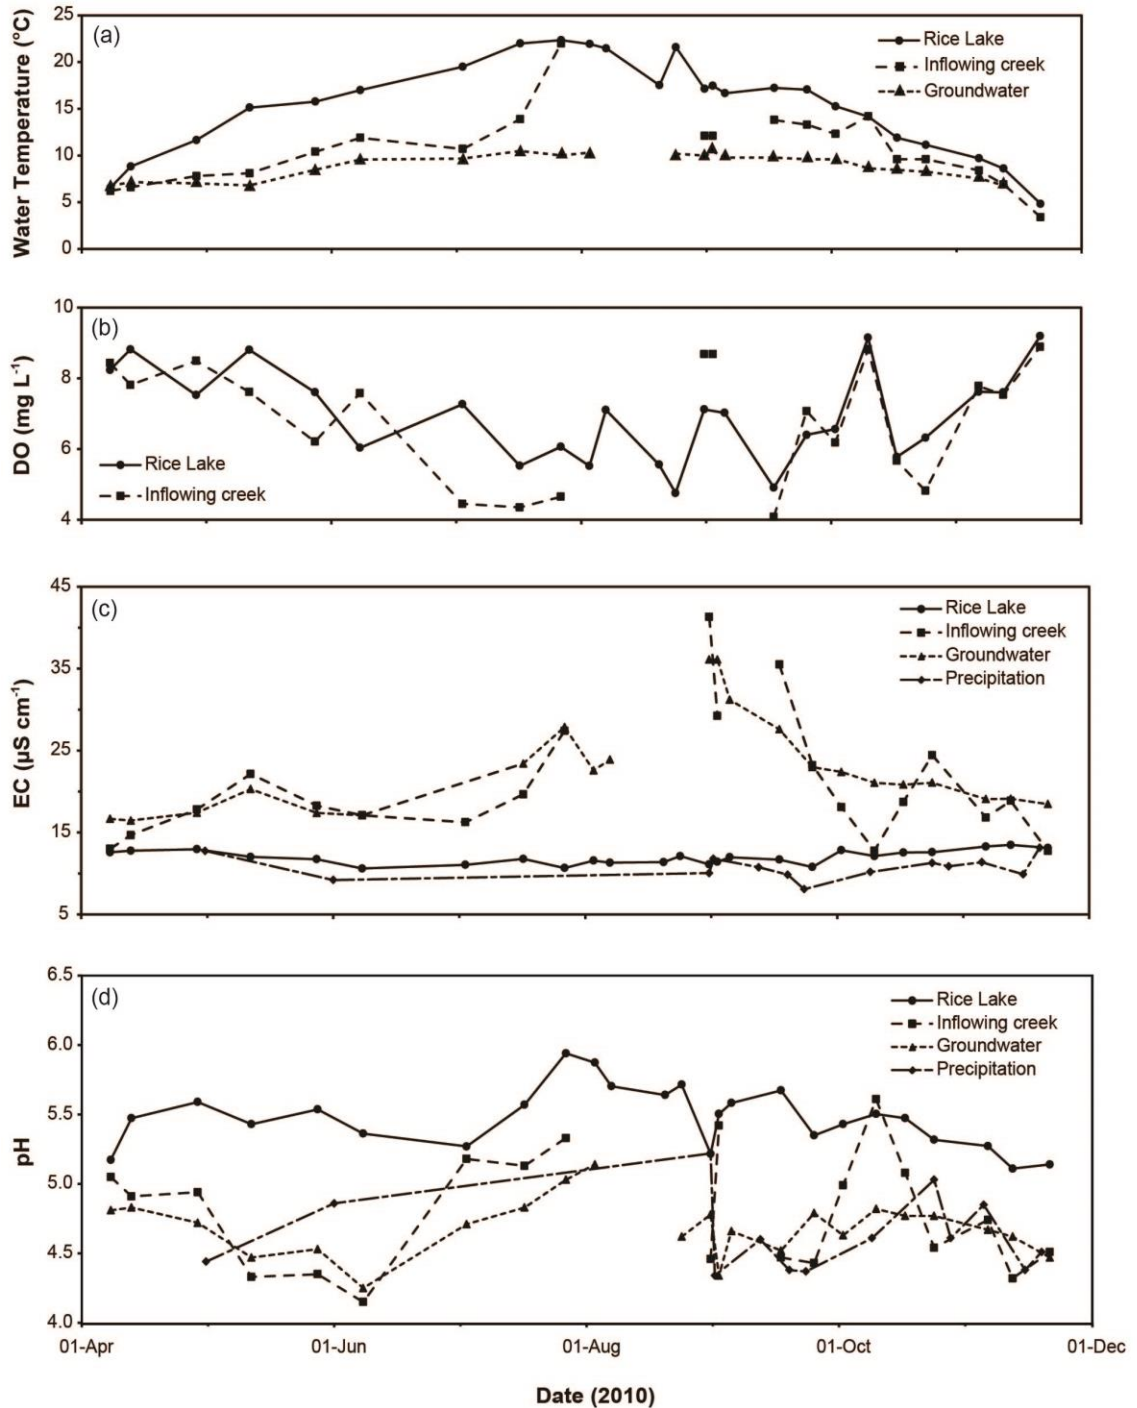 (a)
Water Temperature (°C)
25
20
15
10
5
0
Rice Lake
Inflowing creek
Groundwater
(b)
DO (mg L⁻¹)
10
8
6
4
Rice Lake
Inflowing creek
(c)
EC (µS cm⁻¹)
45
35
25
15
5
Rice Lake
Inflowing creek
Groundwater
Precipitation
(d)
pH
6.5
6.0
5.5
5.0
4.5
4.0
Rice Lake
Inflowing creek
Groundwater
Precipitation
01-Apr 01-Jun 01-Aug 01-Oct 01-Dec
Date (2010)